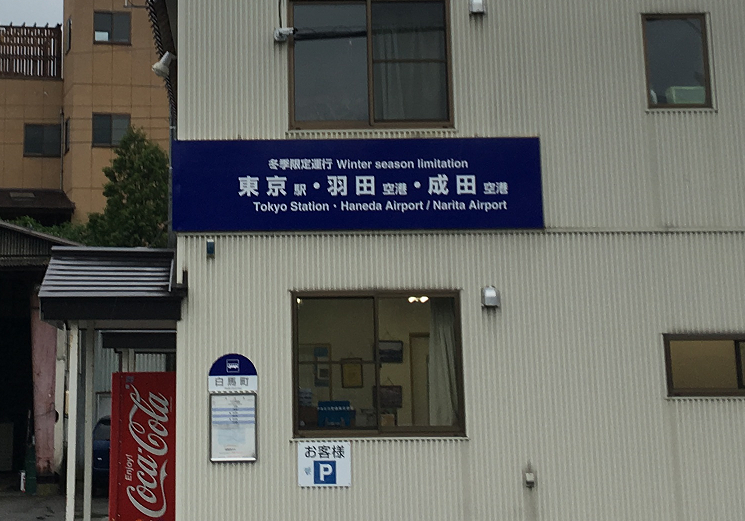 冬季限定運行 Winter season limitation
東京駅・羽田空港・成田空港
Tokyo Station・Haneda Airport / Narita Airport
白馬町
お客様
P
Enjoy!
Coca-Cola